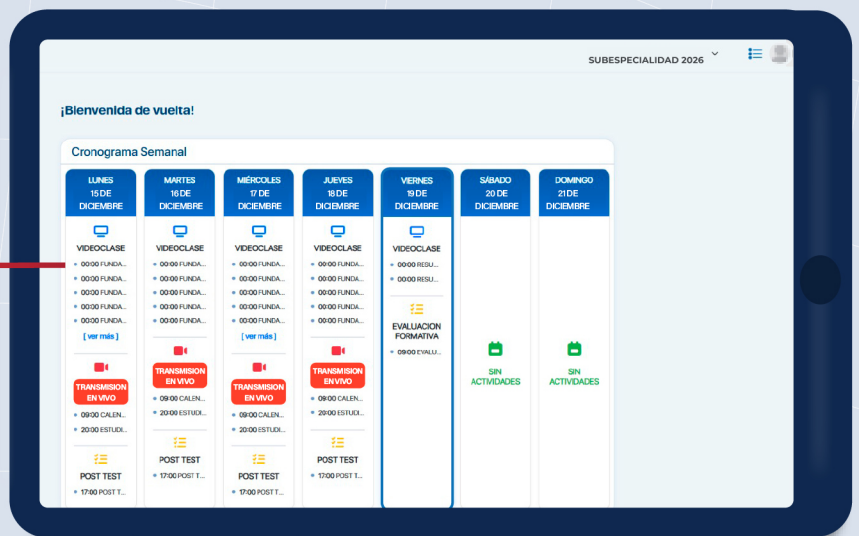 SUBESPECIALIDAD 2026
¡Bienvenida de vuelta!
Cronograma Semanal
LUNES
15 DE
DICIEMBRE
VIDEOCLASE
00:00 FUNDA...
00:00 FUNDA...
00:00 FUNDA...
00:00 FUNDA...
00:00 FUNDA...
[ ver más ]
TRANSMISION
EN VIVO
09:00 CALEN...
20:00 ESTUDI...
POST TEST
17:00 POST T...
MARTES
16 DE
DICIEMBRE
VIDEOCLASE
00:00 FUNDA...
00:00 FUNDA...
00:00 FUNDA...
00:00 FUNDA...
00:00 FUNDA...
TRANSMISION
EN VIVO
09:00 CALEN...
20:00 ESTUDI...
POST TEST
17:00 POST T...
MIÉRCOLES
17 DE
DICIEMBRE
VIDEOCLASE
00:00 FUNDA...
00:00 FUNDA...
00:00 FUNDA...
00:00 FUNDA...
00:00 FUNDA...
[ ver más ]
TRANSMISION
EN VIVO
09:00 CALEN...
20:00 ESTUDI...
POST TEST
17:00 POST T...
JUEVES
18 DE
DICIEMBRE
VIDEOCLASE
00:00 FUNDA...
00:00 FUNDA...
00:00 FUNDA...
00:00 FUNDA...
00:00 FUNDA...
TRANSMISION
EN VIVO
09:00 CALEN...
20:00 ESTUDI...
POST TEST
17:00 POST T...
VIERNES
19 DE
DICIEMBRE
VIDEOCLASE
00:00 RESU...
00:00 RESU...
EVALUACION
FORMATIVA
09:00 EVALU...
SÁBADO
20 DE
DICIEMBRE
SIN
ACTIVIDADES
DOMINGO
21 DE
DICIEMBRE
SIN
ACTIVIDADES